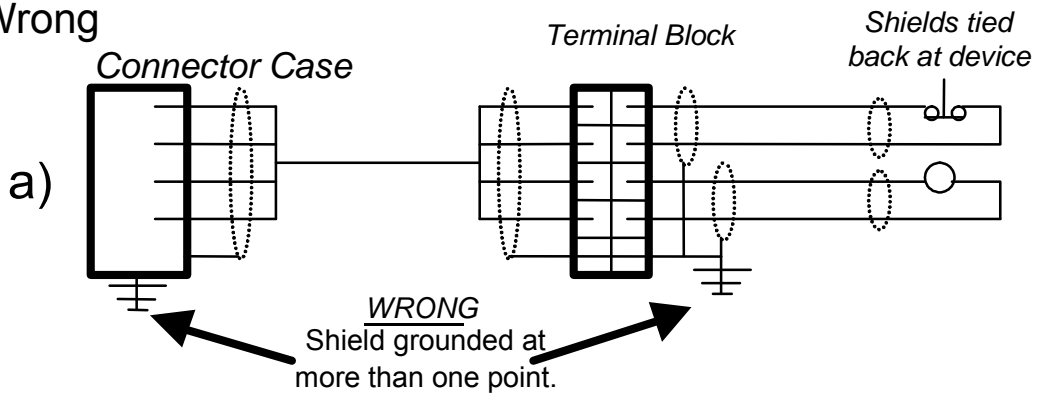 Wrong
Shields tied
back at device
Terminal Block
Connector Case
a)
WRONG
Shield grounded at
more than one point.